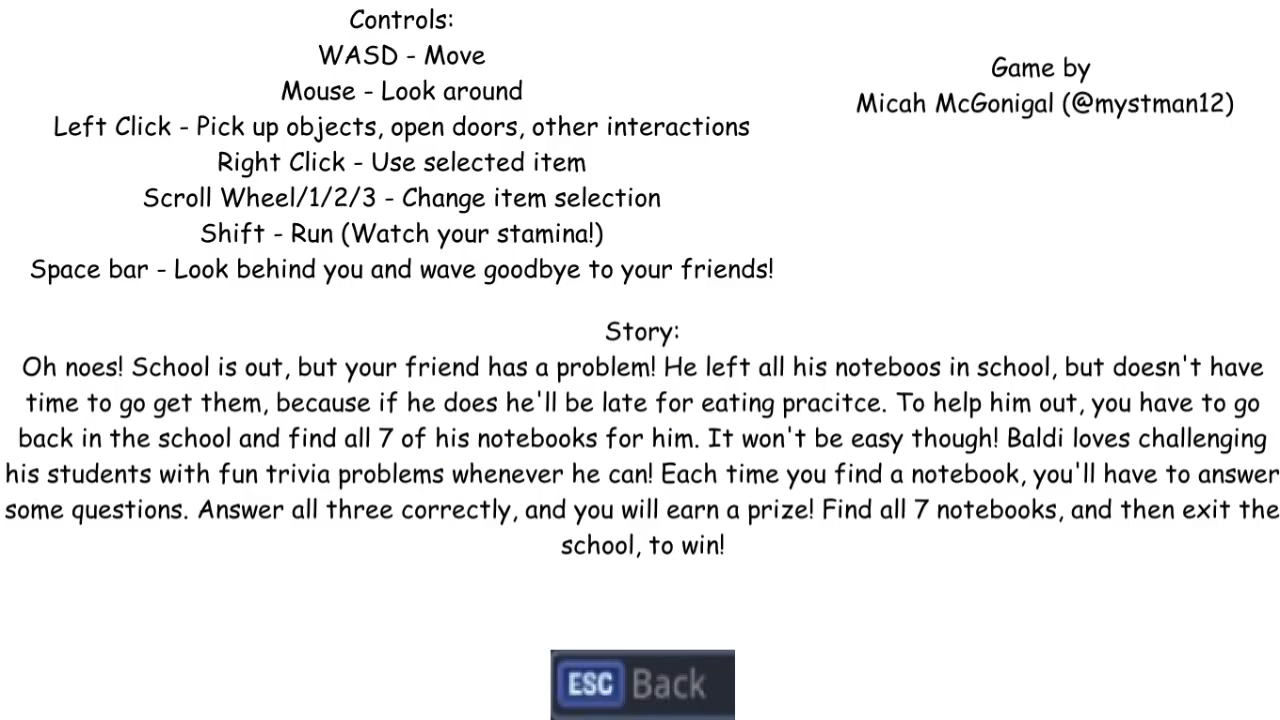 Controls:
WASD - Move
Mouse - Look around
Left Click - Pick up objects, open doors, other interactions
Right Click - Use selected item
Scroll Wheel/1/2/3 - Change item selection
Shift - Run (Watch your stamina!)
Space bar - Look behind you and wave goodbye to your friends!
Game by
Micah McGonigal (@mystman12)
Story:
Oh noes! School is out, but your friend has a problem! He left all his noteboos in school, but doesn't have
time to go get them, because if he does he'll be late for eating pracitce. To help him out, you have to go
back in the school and find all 7 of his notebooks for him. It won't be easy though! Baldi loves challenging
his students with fun trivia problems whenever he can! Each time you find a notebook, you'll have to answer
some questions. Answer all three correctly, and you will earn a prize! Find all 7 notebooks, and then exit the
school, to win!
ESC Back